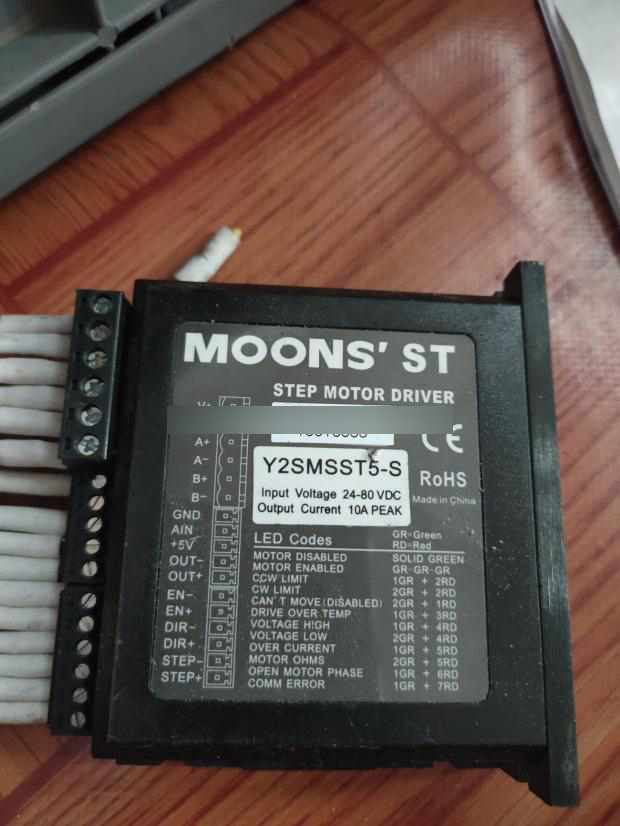 MOONS' ST
STEP MOTOR DRIVER
V+
A+
A-
B+
B-
GND
AIN
+5V
OUT-
OUT+
EN-
EN+
DIR-
DIR+
STEP-
STEP+
CE
Y2SMSST5-S
Input Voltage 24-80 VDC
Output Current 10A PEAK
RoHS
Made in China
LED Codes GR-Green
RD-Red
MOTOR DISABLED SOLID GREEN
MOTOR ENABLED GR-GR-GR
CCW LIMIT 1GR + 2RD
CW LIMIT 2GR + 2RD
CAN'T MOVE(DISABLED) 2GR + 1RD
DRIVE OVER TEMP 1GR + 3RD
VOLTAGE HIGH 1GR + 4RD
VOLTAGE LOW 2GR + 4RD
OVER CURRENT 1GR + 5RD
MOTOR OHMS 2GR + 5RD
OPEN MOTOR PHASE 1GR + 6RD
COMM ERROR 1GR + 7RD